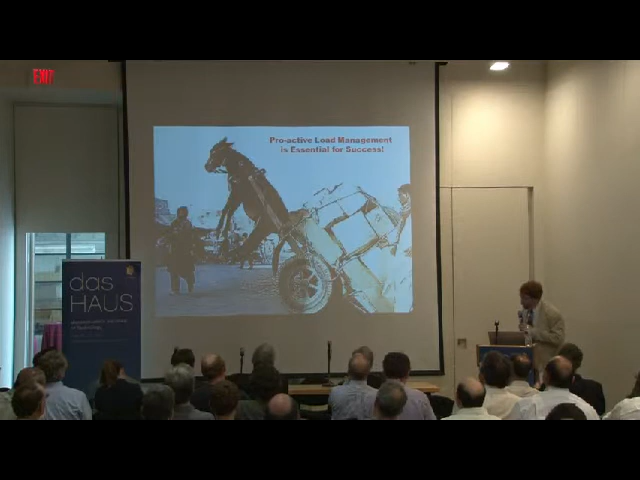 EXIT
Pro-active Load Management
is Essential for Success!
das
HAUS